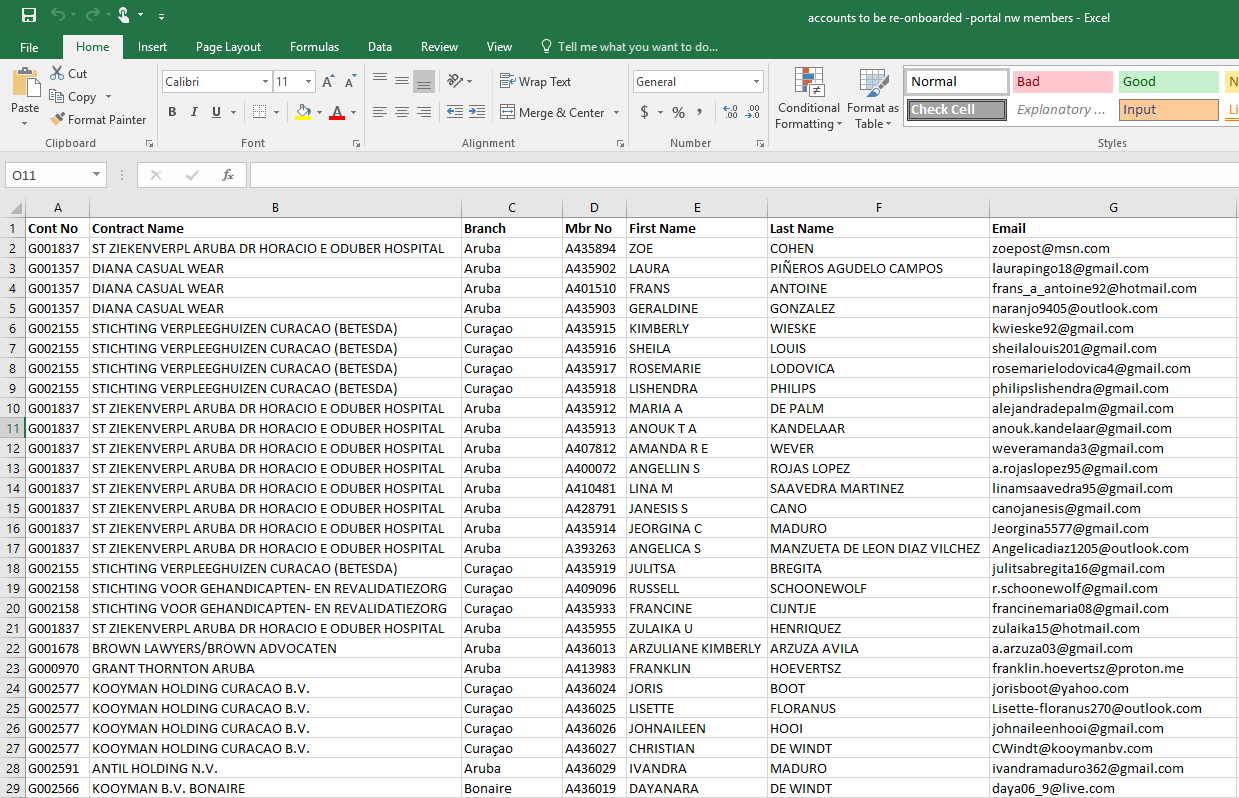 accounts to be re-onboarded -portal nw members - Excel
File Home Insert Page Layout Formulas Data Review View Tell me what you want to do...
Cut
Copy
Format Painter
Paste
Clipboard
Calibri 11
B I U
Font
Wrap Text
Merge & Center
Alignment
General
$ % ,
Number
Conditional Formatting
Format as Table
Normal Bad Good N
Check Cell Explanatory ... Input Li
Styles
O11 fx
A B C D E F G
1 Cont No Contract Name Branch Mbr No First Name Last Name Email
2 G001837 ST ZIEKENVERPL ARUBA DR HORACIO E ODUBER HOSPITAL Aruba A435894 ZOE COHEN zoepost@msn.com
3 G001357 DIANA CASUAL WEAR Aruba A435902 LAURA PIÑEROS AGUDELO CAMPOS laurapingo18@gmail.com
4 G001357 DIANA CASUAL WEAR Aruba A401510 FRANS ANTOINE frans_a_antoine92@hotmail.com
5 G001357 DIANA CASUAL WEAR Aruba A435903 GERALDINE GONZALEZ naranjo9405@outlook.com
6 G002155 STICHTING VERPLEEGHUIZEN CURACAO (BETESDA) Curaçao A435915 KIMBERLY WIESKE kwieske92@gmail.com
7 G002155 STICHTING VERPLEEGHUIZEN CURACAO (BETESDA) Curaçao A435916 SHEILA LOUIS sheilalouis201@gmail.com
8 G002155 STICHTING VERPLEEGHUIZEN CURACAO (BETESDA) Curaçao A435917 ROSEMARIE LODOVICA rosemarielodovica4@gmail.com
9 G002155 STICHTING VERPLEEGHUIZEN CURACAO (BETESDA) Curaçao A435918 LISHENDRA PHILIPS philipslishendra@gmail.com
10 G001837 ST ZIEKENVERPL ARUBA DR HORACIO E ODUBER HOSPITAL Aruba A435912 MARIA A DE PALM alejandradepalm@gmail.com
11 G001837 ST ZIEKENVERPL ARUBA DR HORACIO E ODUBER HOSPITAL Aruba A435913 ANOUK T A KANDELAAR anouk.kandelaar@gmail.com
12 G001837 ST ZIEKENVERPL ARUBA DR HORACIO E ODUBER HOSPITAL Aruba A407812 AMANDA R E WEVER weveramanda3@gmail.com
13 G001837 ST ZIEKENVERPL ARUBA DR HORACIO E ODUBER HOSPITAL Aruba A400072 ANGELLIN S ROJAS LOPEZ a.rojaslopez95@gmail.com
14 G001837 ST ZIEKENVERPL ARUBA DR HORACIO E ODUBER HOSPITAL Aruba A410481 LINA M SAAVEDRA MARTINEZ linamsaavedra95@gmail.com
15 G001837 ST ZIEKENVERPL ARUBA DR HORACIO E ODUBER HOSPITAL Aruba A428791 JANESIS S CANO canojanesis@gmail.com
16 G001837 ST ZIEKENVERPL ARUBA DR HORACIO E ODUBER HOSPITAL Aruba A435914 JEORGINA C MADURO Jeorgina5577@gmail.com
17 G001837 ST ZIEKENVERPL ARUBA DR HORACIO E ODUBER HOSPITAL Aruba A393263 ANGELICA S MANZUETA DE LEON DIAZ VILCHEZ Angelicadiaz1205@outlook.com
18 G002155 STICHTING VERPLEEGHUIZEN CURACAO (BETESDA) Curaçao A435919 JULITSA BREGITA julitsabregita16@gmail.com
19 G002158 STICHTING VOOR GEHANDICAPTEN- EN REVALIDATIEZORG Curaçao A409096 RUSSELL SCHOONEWOLF r.schoonewolf@gmail.com
20 G002158 STICHTING VOOR GEHANDICAPTEN- EN REVALIDATIEZORG Curaçao A435933 FRANCINE CIJNTJE francinemaria08@gmail.com
21 G001837 ST ZIEKENVERPL ARUBA DR HORACIO E ODUBER HOSPITAL Aruba A435955 ZULAIKA U HENRIQUEZ zulaika15@hotmail.com
22 G001678 BROWN LAWYERS/BROWN ADVOCATEN Aruba A436013 ARZULIANE KIMBERLY ARZUZA AVILA a.arzuza03@gmail.com
23 G000970 GRANT THORNTON ARUBA Aruba A413983 FRANKLIN HOEVERTSZ franklin.hoevertsz@proton.me
24 G002577 KOOYMAN HOLDING CURACAO B.V. Curaçao A436024 JORIS BOOT jorisboot@yahoo.com
25 G002577 KOOYMAN HOLDING CURACAO B.V. Curaçao A436025 LISETTE FLORANUS Lisette-floranus270@outlook.com
26 G002577 KOOYMAN HOLDING CURACAO B.V. Curaçao A436026 JOHNAILEEN HOOI johnaileenhooi@gmail.com
27 G002577 KOOYMAN HOLDING CURACAO B.V. Curaçao A436027 CHRISTIAN DE WINDT CWindt@kooymanbv.com
28 G002591 ANTIL HOLDING N.V. Aruba A436029 IVANDRA MADURO ivandramaduro362@gmail.com
29 G002566 KOOYMAN B.V. BONAIRE Bonaire A436019 DAYANARA DE WINDT daya06_9@live.com